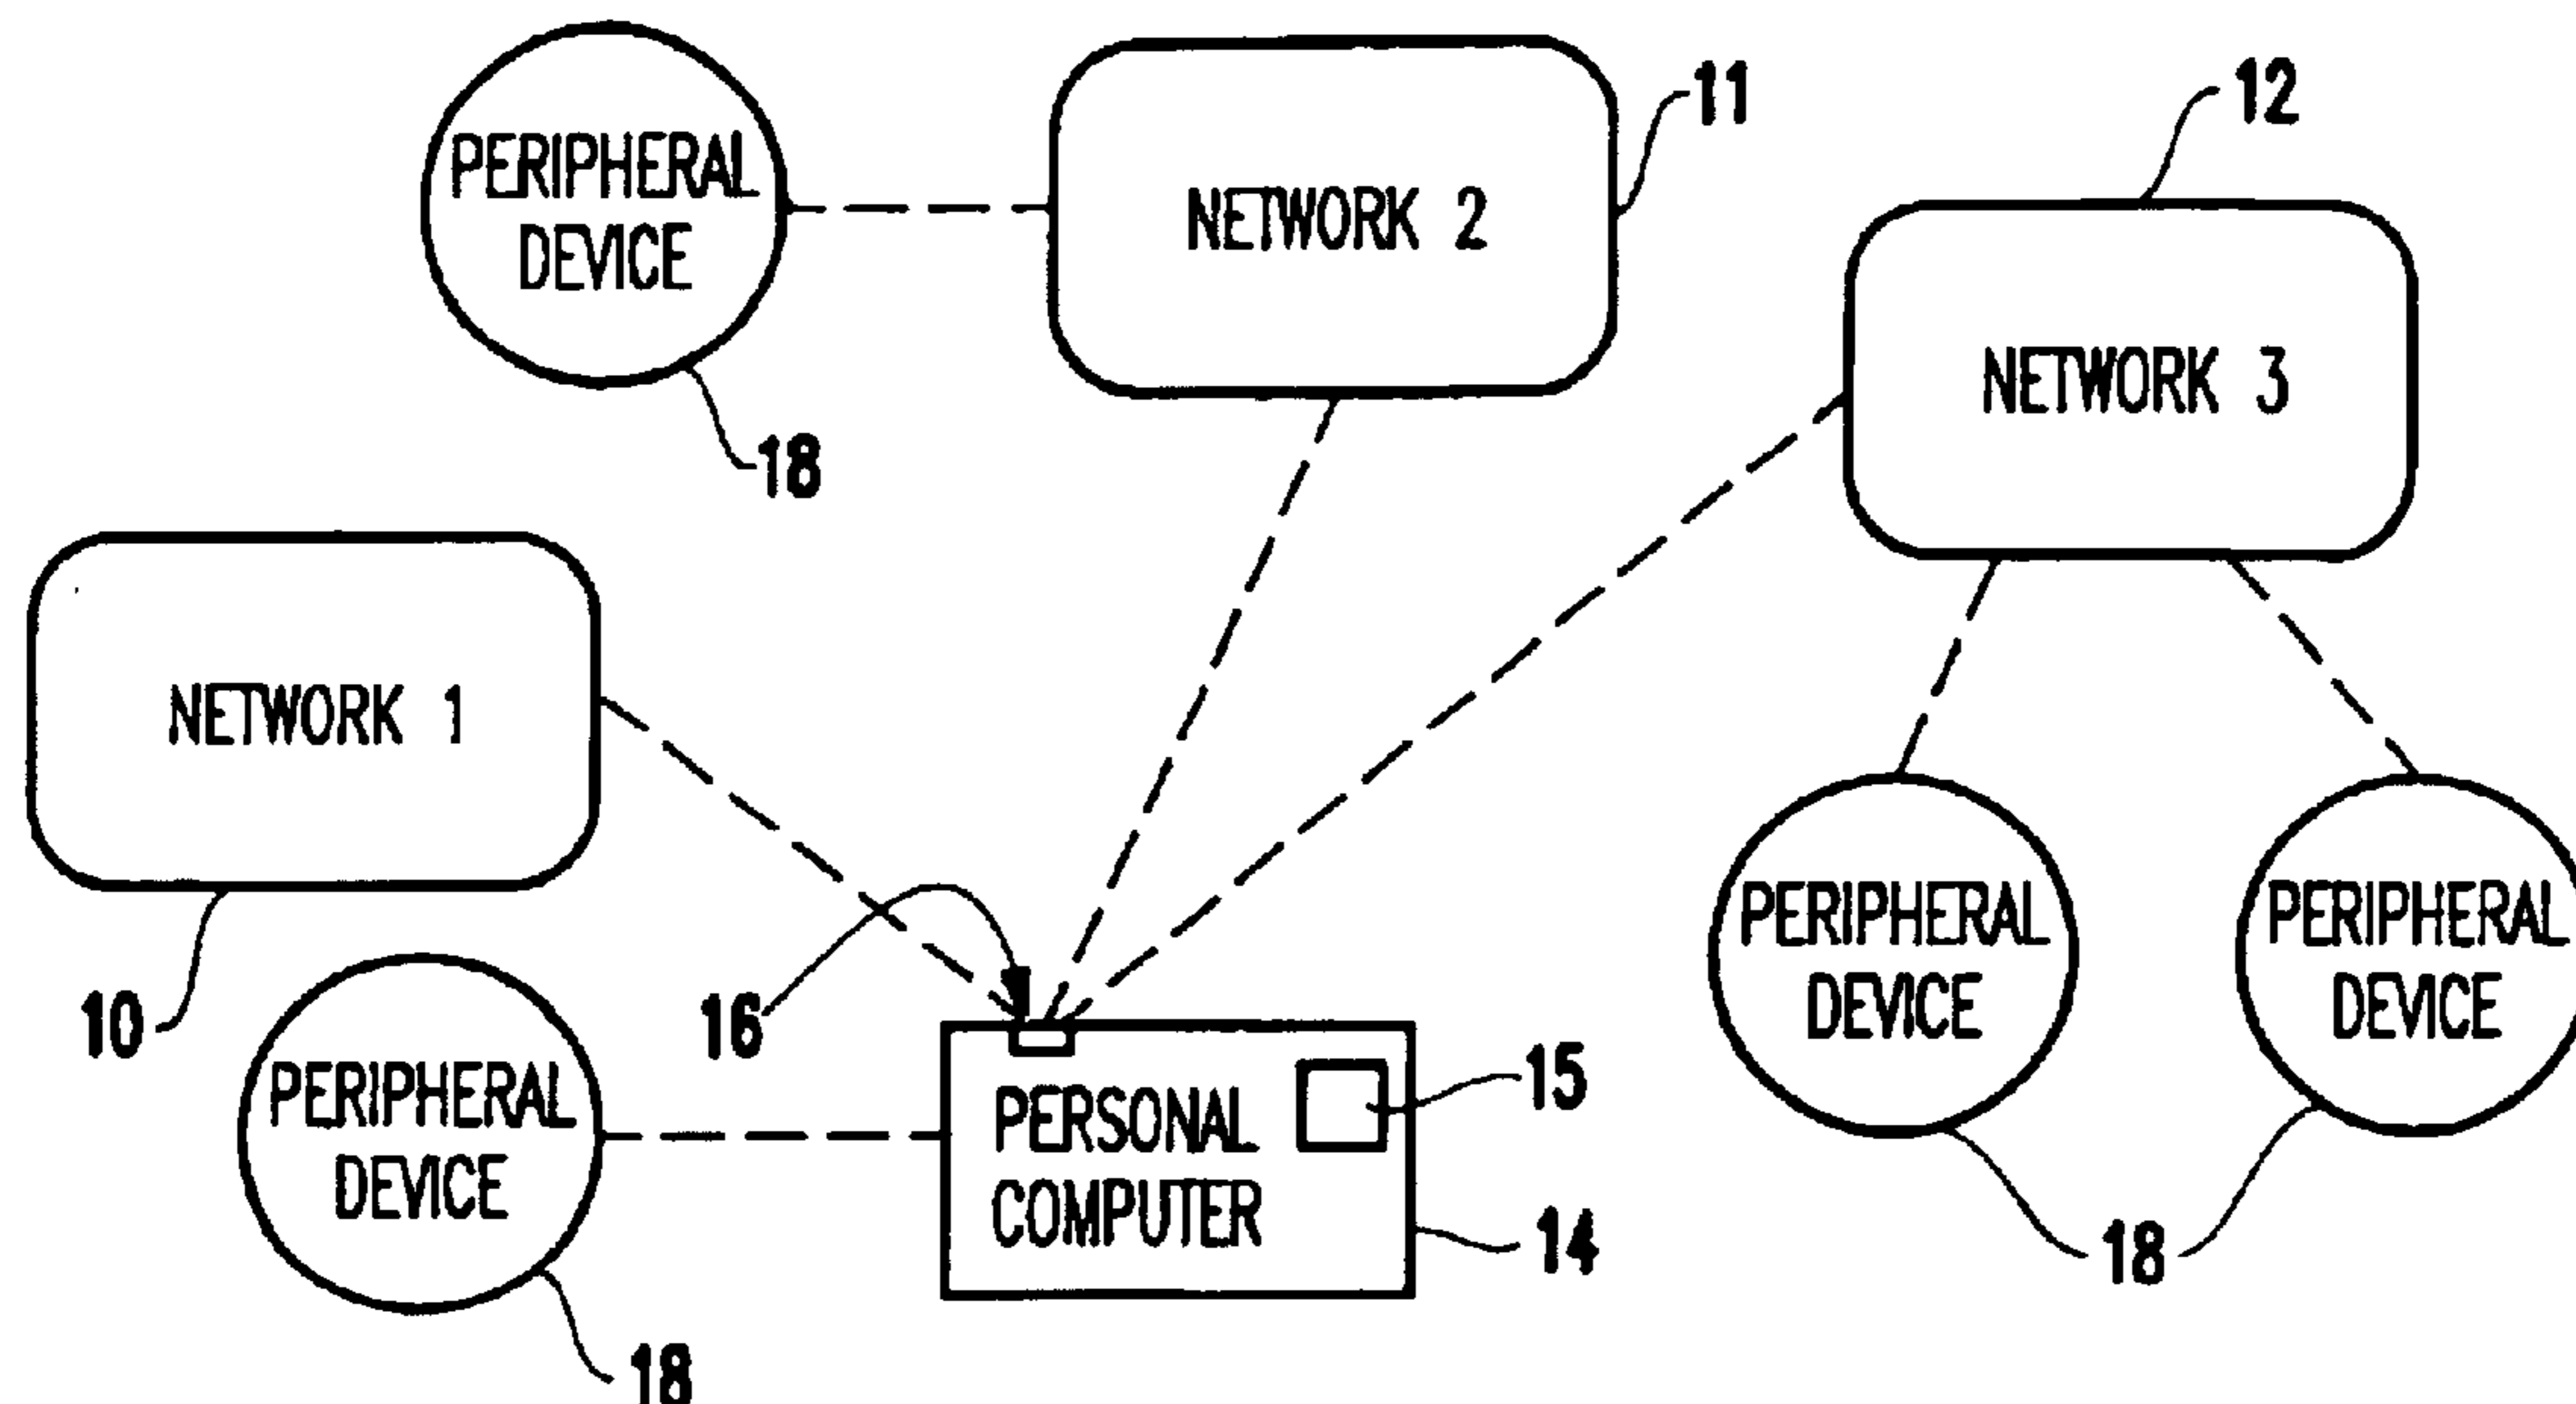 PERIPHERAL
DEVICE
18
NETWORK 2
11
NETWORK 3
12
NETWORK 1
10
16
PERIPHERAL
DEVICE
18
PERSONAL
COMPUTER
15
14
PERIPHERAL
DEVICE
PERIPHERAL
DEVICE
18